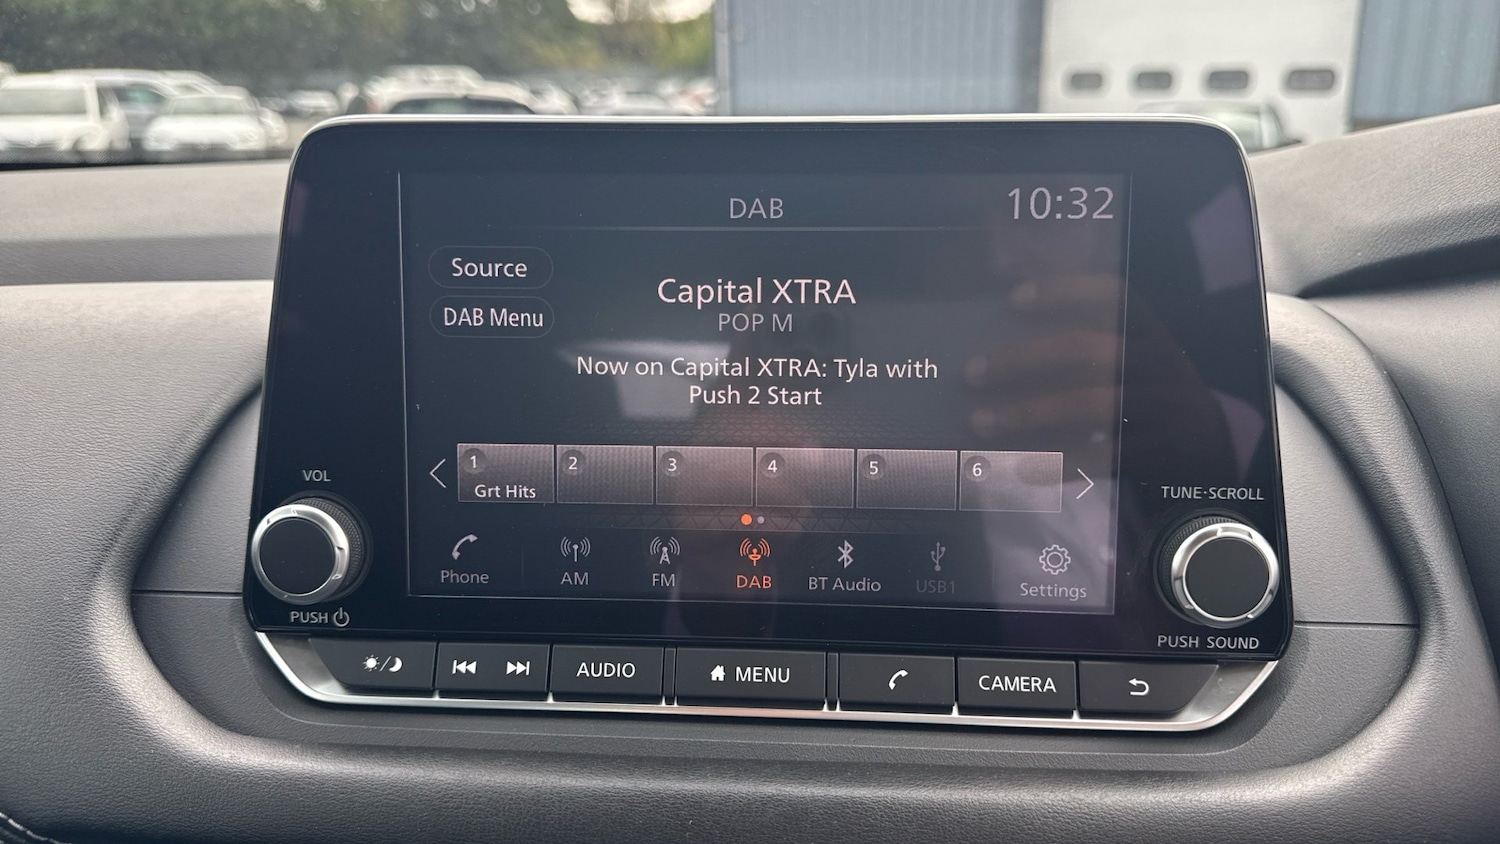 DAB
10:32
Source
DAB Menu
Capital XTRA
POP M
Now on Capital XTRA: Tyla with
Push 2 Start
1
Grt Hits
2
3
4
5
6
Phone
AM
FM
DAB
BT Audio
USB1
Settings
VOL
PUSH
TUNE·SCROLL
PUSH SOUND
AUDIO
MENU
CAMERA